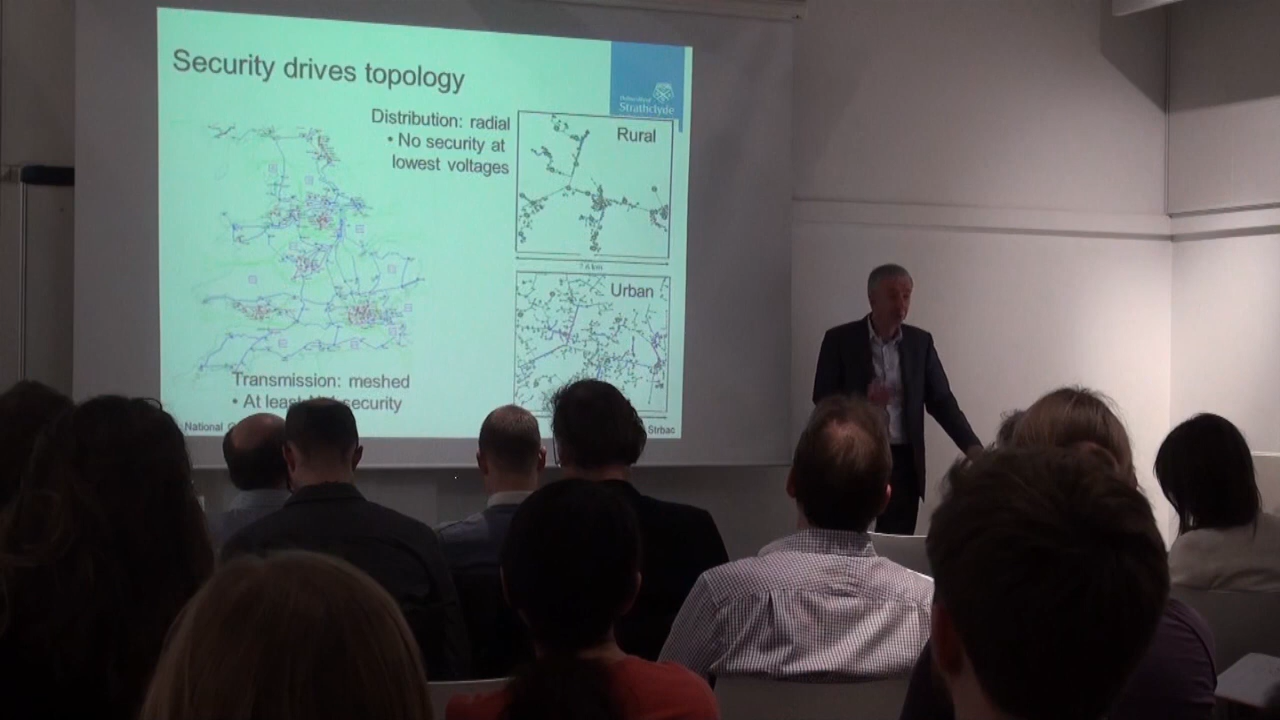 Security drives topology
Strathclyde
Distribution: radial
• No security at
lowest voltages
Rural
Urban
Transmission: meshed
• At least security
National
Strbac